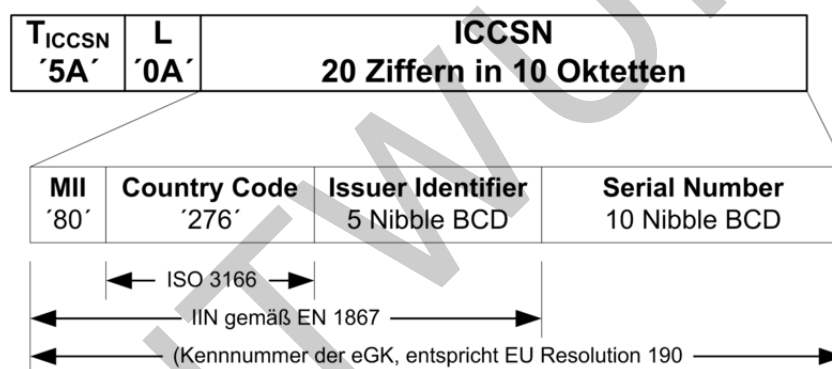 TICCSN L ICCSN
´5A´ ´0A´ 20 Ziffern in 10 Oktetten
MII Country Code Issuer Identifier Serial Number
´80´ ´276´ 5 Nibble BCD 10 Nibble BCD
ISO 3166
IIN gemäß EN 1867
(Kennnummer der eGK, entspricht EU Resolution 190